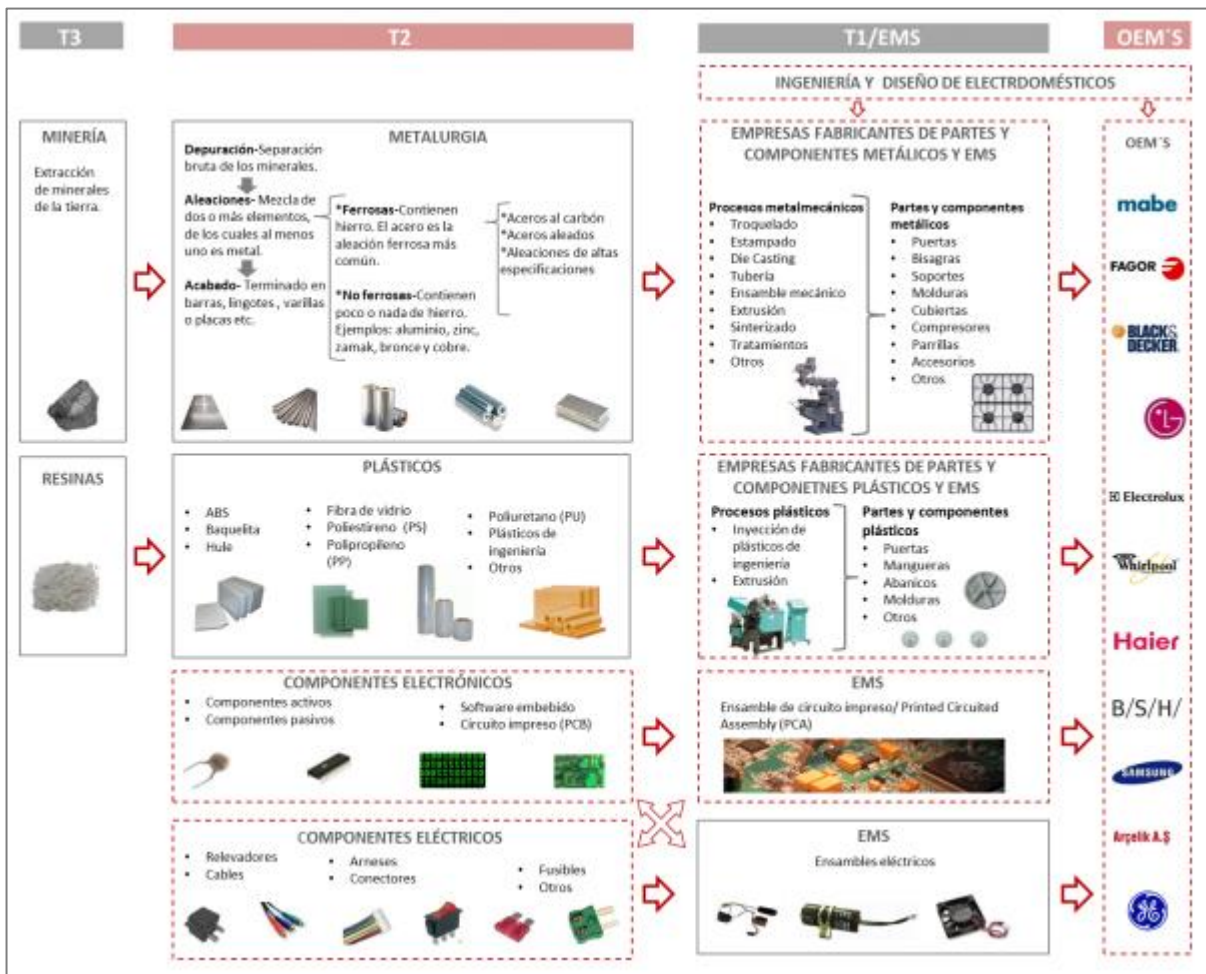 T3
T2
T1/EMS
OEM´S
INGENIERÍA Y DISEÑO DE ELECTRDOMÉSTICOS
MINERÍA
Extracción
de minerales
de la tierra.
METALURGIA
Depuración-Separación
bruta de los minerales.
Aleaciones- Mezcla de
dos o más elementos,
de los cuales al menos
uno es metal.
Acabado- Terminado en
barras, lingotes , varillas
o placas etc.
*Ferrosas-Contienen
hierro. El acero es la
aleación ferrosa más
común.
*No ferrosas-Contienen
poco o nada de hierro.
Ejemplos: aluminio, zinc,
zamak, bronce y cobre.
*Aceros al carbón
*Aceros aleados
*Aleaciones de altas
especificaciones
EMPRESAS FABRICANTES DE PARTES Y
COMPONENTES METÁLICOS Y EMS
Procesos metalmecánicos
• Troquelado
• Estampado
• Die Casting
• Tubería
• Ensamble mecánico
• Extrusión
• Sinterizado
• Tratamientos
• Otros
Partes y componentes
metálicos
• Puertas
• Bisagras
• Soportes
• Molduras
• Cubiertas
• Compresores
• Parrillas
• Accesorios
• Otros
RESINAS
PLÁSTICOS
• ABS
• Baquelita
• Hule
• Fibra de vidrio
• Poliestireno (PS)
• Polipropileno
(PP)
• Poliuretano (PU)
• Plásticos de
ingeniería
• Otros
EMPRESAS FABRICANTES DE PARTES Y
COMPONETNES PLÁSTICOS Y EMS
Procesos plásticos
• Inyección de
plásticos de
ingeniería
• Extrusión
Partes y componentes
plásticos
• Puertas
• Mangueras
• Abanicos
• Molduras
• Otros
COMPONENTES ELECTRÓNICOS
• Componentes activos
• Componentes pasivos
• Software embebido
• Circuito impreso (PCB)
EMS
Ensamble de circuito impreso/ Printed Circuited
Assembly (PCA)
COMPONENTES ELÉCTRICOS
• Relevadores
• Cables
• Arneses
• Conectores
• Fusibles
• Otros
EMS
Ensambles eléctricos
OEM´S
mabe
FAGOR
BLACK&
DECKER
LG
Electrolux
Whirlpool
Haier
B/S/H/
SAMSUNG
Arçelik A.Ş
GE